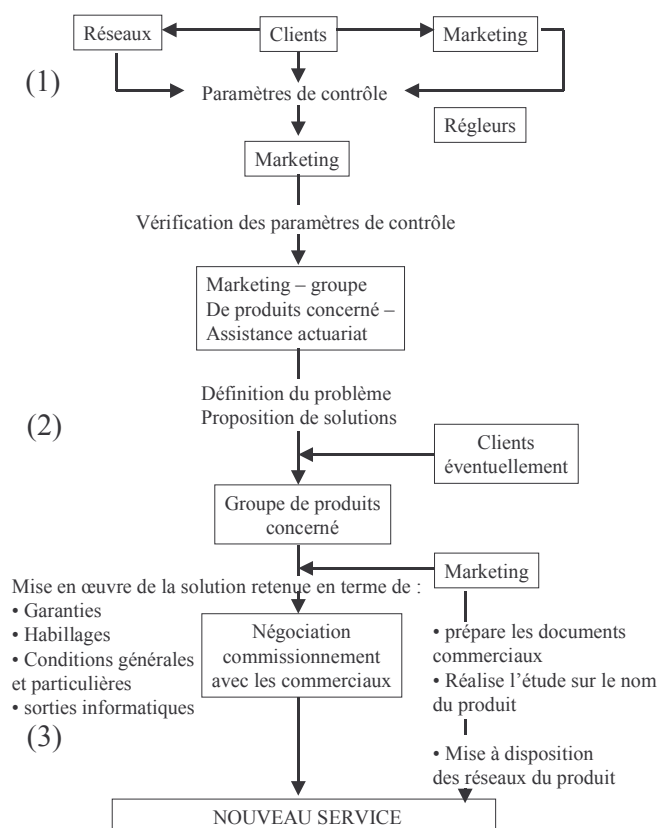 Réseaux
Clients
Marketing
(1)
Paramètres de contrôle
Régleurs
Marketing
Vérification des paramètres de contrôle
Marketing – groupe
De produits concerné –
Assistance actuariat
Définition du problème
Proposition de solutions
(2)
Clients
éventuellement
Groupe de produits
concerné
Marketing
Mise en œuvre de la solution retenue en terme de :
• Garanties
• Habillages
• Conditions générales
et particulières
• sorties informatiques
Négociation
commissionnement
avec les commerciaux
• prépare les documents
commerciaux
• Réalise l’étude sur le nom
du produit
(3)
• Mise à disposition
des réseaux du produit
NOUVEAU SERVICE